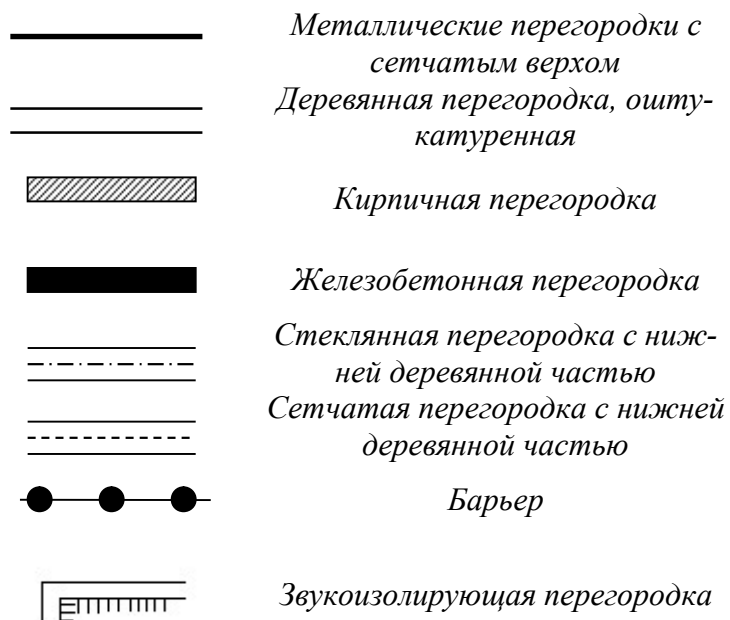 Металлические перегородки с
сетчатым верхом
Деревянная перегородка, ошту-
катуренная
Кирпичная перегородка
Железобетонная перегородка
Стеклянная перегородка с ниж-
ней деревянной частью
Сетчатая перегородка с нижней
деревянной частью
Барьер
Звукоизолирующая перегородка